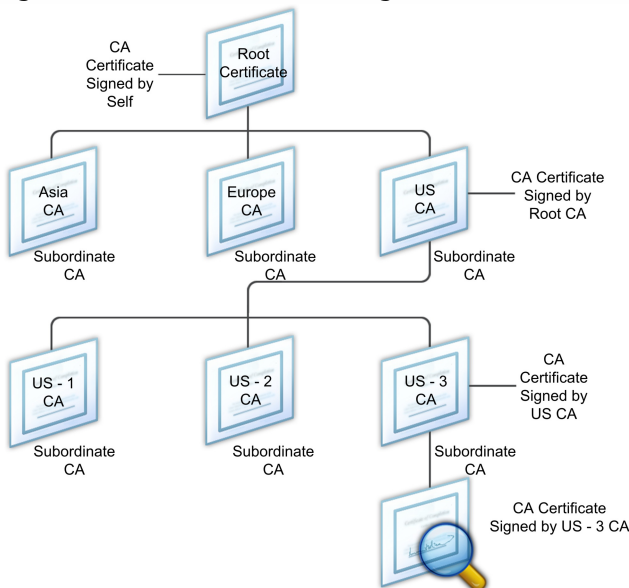 CA
Certificate
Signed by
Self
Root
Certificate
Asia
CA
Europe
CA
US
CA
CA Certificate
Signed by
Root CA
Subordinate
CA
Subordinate
CA
Subordinate
CA
US - 1
CA
US - 2
CA
US - 3
CA
CA
Certificate
Signed by
US CA
Subordinate
CA
Subordinate
CA
Subordinate
CA
CA Certificate
Signed by US - 3 CA